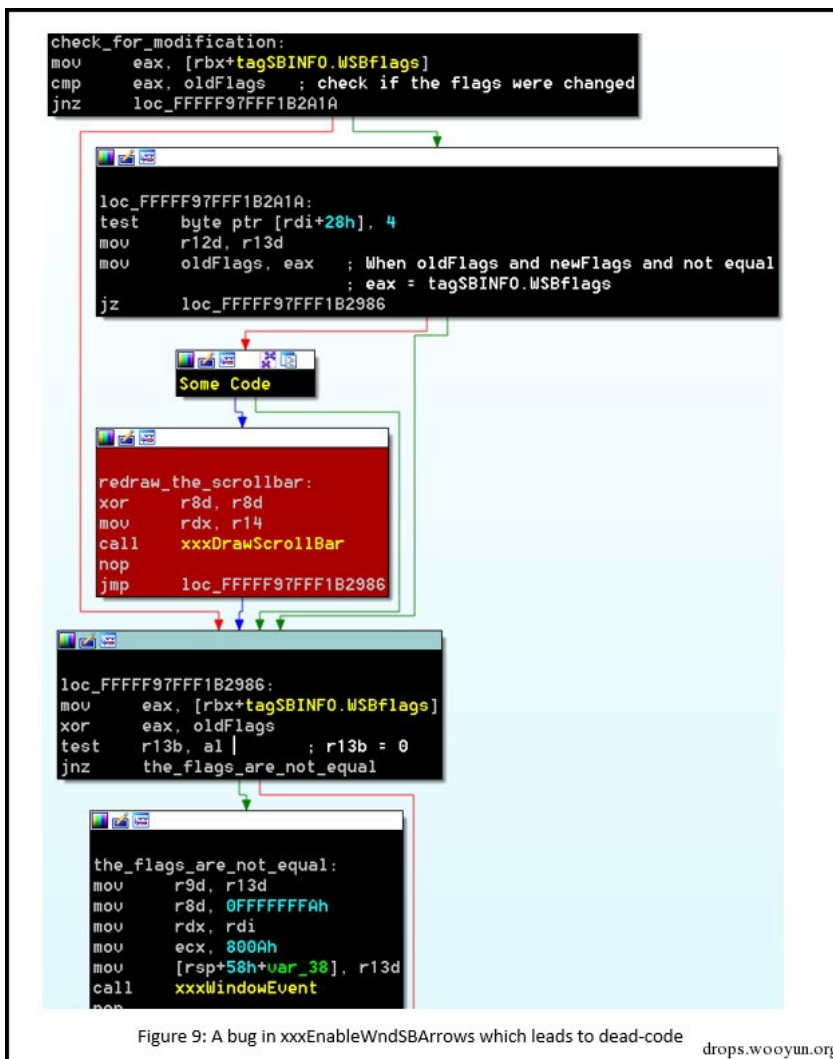 check_for_modification:
mov eax, [rbx+tagSBINFO.WSBflags]
cmp eax, oldFlags ; check if the flags were changed
jnz loc_FFFFF97FFF1B2A1A
loc_FFFFF97FFF1B2A1A:
test byte ptr [rdi+28h], 4
mov r12d, r13d
mov oldFlags, eax ; When oldFlags and newFlags and not equal
; eax = tagSBINFO.WSBflags
jz loc_FFFFF97FFF1B2986
Some Code
redraw_the_scrollbar:
xor r8d, r8d
mov rdx, r14
call xxxDrawScrollBar
nop
jmp loc_FFFFF97FFF1B2986
loc_FFFFF97FFF1B2986:
mov eax, [rbx+tagSBINFO.WSBflags]
xor eax, oldFlags
test r13b, al ; r13b = 0
jnz the_flags_are_not_equal
the_flags_are_not_equal:
mov r9d, r13d
mov r8d, 0FFFFFFFAh
mov rdx, rdi
mov ecx, 800Ah
mov [rsp+58h+var_38], r13d
call xxxWindowEvent
nop
Figure 9: A bug in xxxEnableWndSBArrows which leads to dead-code
drops.wooyun.org